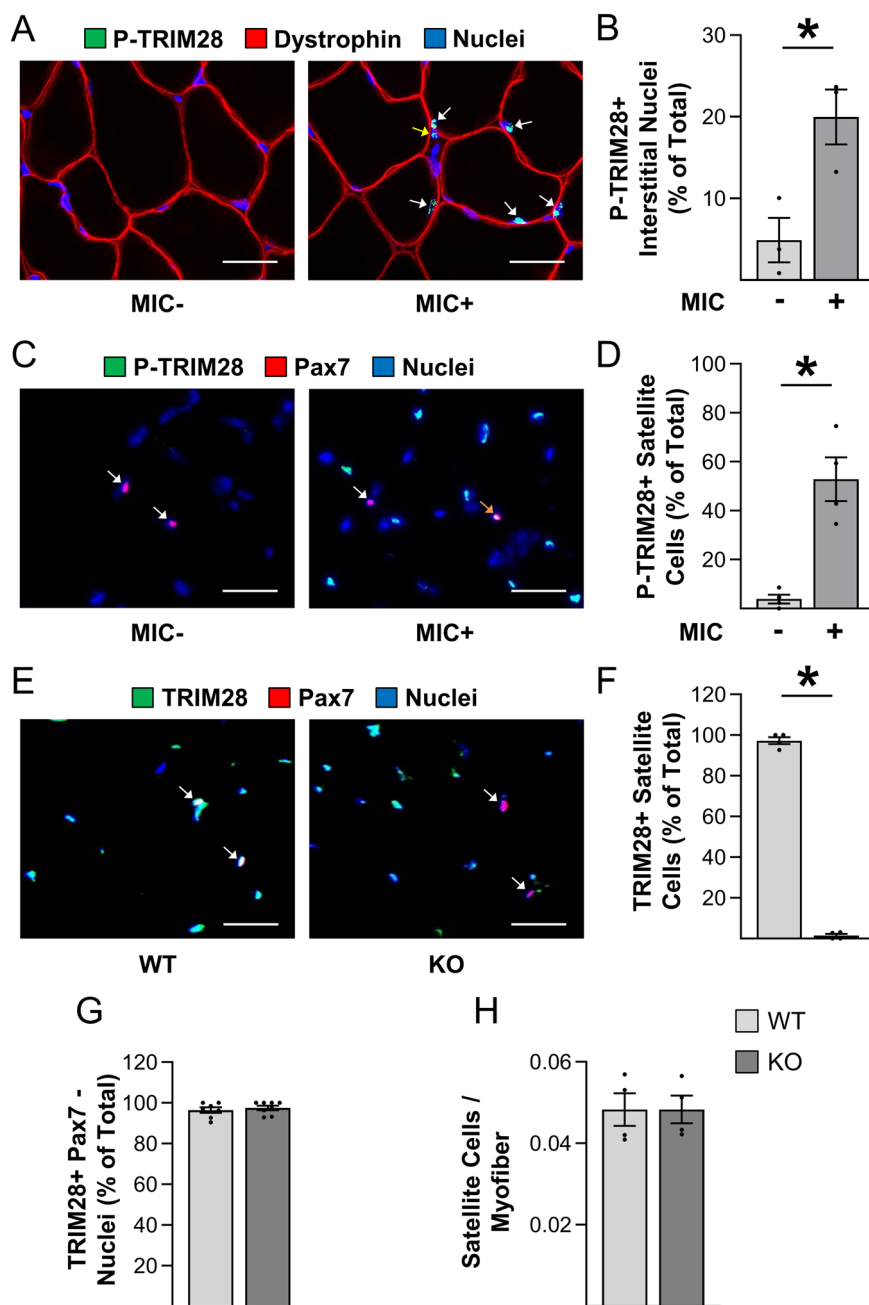 A
P-TRIM28 Dystrophin Nuclei
MIC-
MIC+
B
P-TRIM28+
Interstitial Nuclei
(% of Total)
30
20
10
*
MIC - +
C
P-TRIM28 Pax7 Nuclei
MIC-
MIC+
D
P-TRIM28+ Satellite
Cells (% of Total)
100
80
60
40
20
*
MIC - +
E
TRIM28 Pax7 Nuclei
WT
KO
F
TRIM28+ Satellite
Cells (% of Total)
120
100
80
60
40
20
*
G
TRIM28+ Pax7 -
Nuclei (% of Total)
120
100
80
60
40
20
H
Satellite Cells /
Myofiber
0.06
0.04
0.02
WT
KO